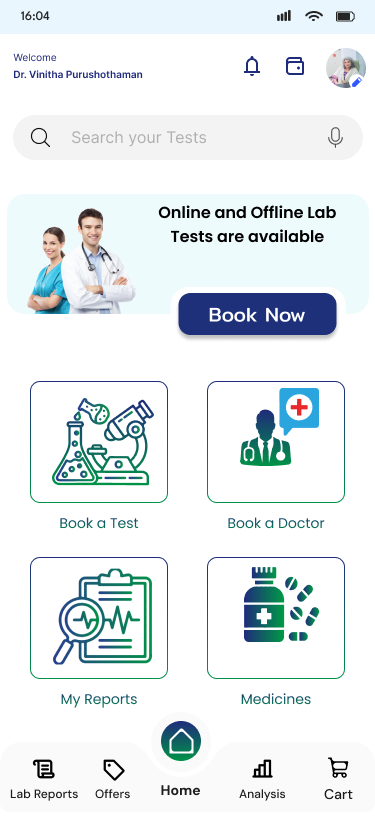 16:04
Welcome
Dr. Vinitha Purushothaman
Search your Tests
Online and Offline Lab
Tests are available
Book Now
Book a Test
Book a Doctor
My Reports
Medicines
Lab Reports
Offers
Home
Analysis
Cart